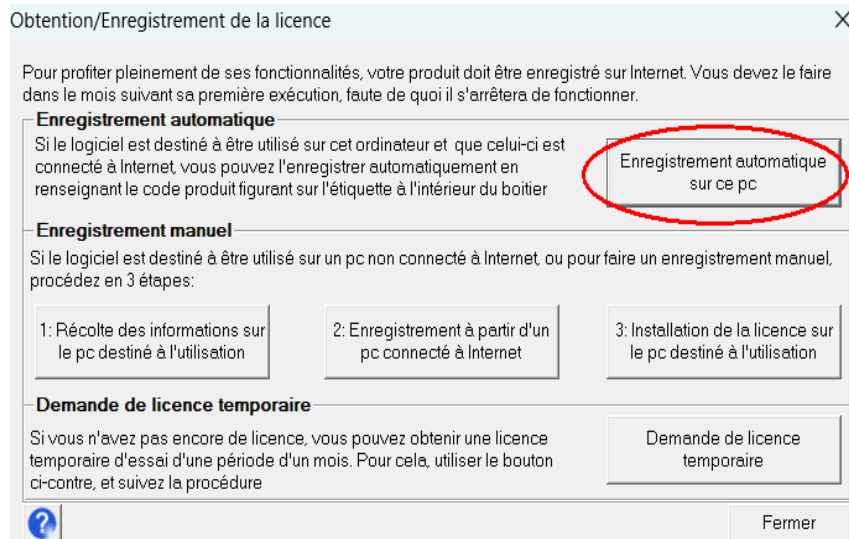 Obtention/Enregistrement de la licence
Pour profiter pleinement de ses fonctionnalités, votre produit doit être enregistré sur Internet. Vous devez le faire
dans le mois suivant sa première exécution, faute de quoi il s'arrêtera de fonctionner.
Enregistrement automatique
Si le logiciel est destiné à être utilisé sur cet ordinateur et que celui-ci est
connecté à Internet, vous pouvez l'enregistrer automatiquement en
renseignant le code produit figurant sur l'étiquette à l'intérieur du boitier
Enregistrement automatique
sur ce pc
Enregistrement manuel
Si le logiciel est destiné à être utilisé sur un pc non connecté à Internet, ou pour faire un enregistrement manuel,
procédez en 3 étapes:
1: Récolte des informations sur
le pc destiné à l'utilisation
2: Enregistrement à partir d'un
pc connecté à Internet
3: Installation de la licence sur
le pc destiné à l'utilisation
Demande de licence temporaire
Si vous n'avez pas encore de licence, vous pouvez obtenir une licence
temporaire d'essai d'une période d'un mois. Pour cela, utiliser le bouton
ci-contre, et suivez la procédure
Demande de licence
temporaire
?
Fermer